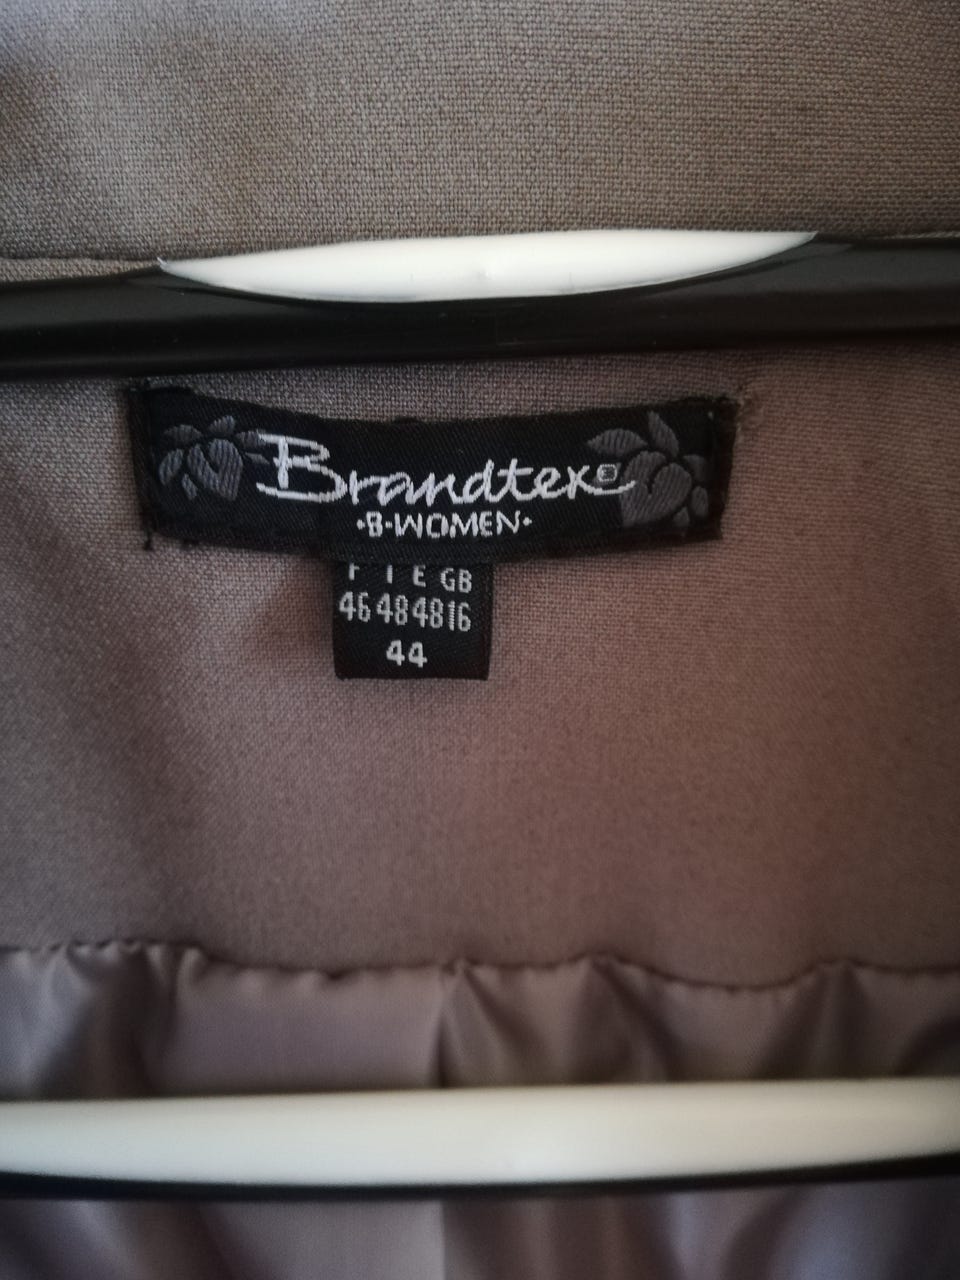 Brandtex®
·B·WOMEN·
F I E GB
46 48 48 16
44